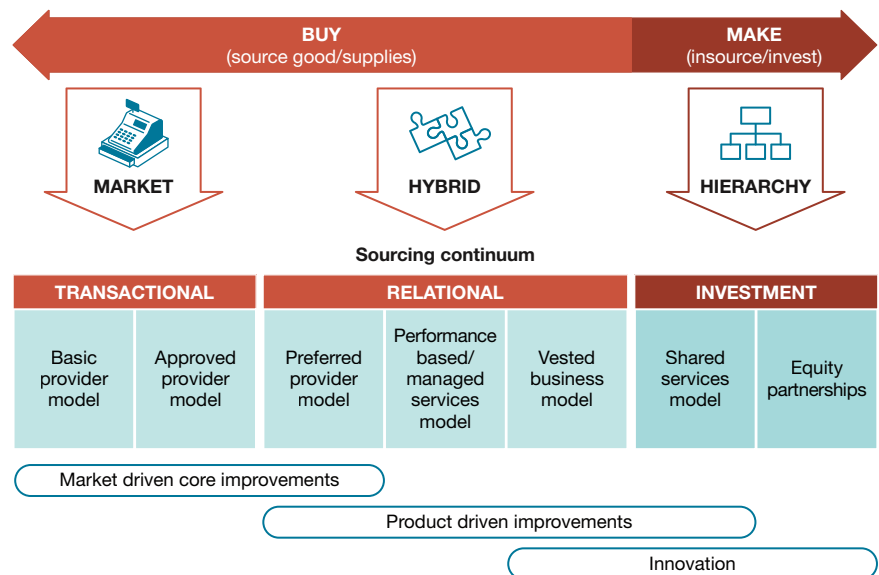 BUY
(source good/supplies)
MAKE
(insource/invest)
MARKET
HYBRID
HIERARCHY
Sourcing continuum
TRANSACTIONAL
RELATIONAL
INVESTMENT
Basic
provider
model
Approved
provider
model
Preferred
provider
model
Performance
based/
managed
services
model
Vested
business
model
Shared
services
model
Equity
partnerships
Market driven core improvements
Product driven improvements
Innovation